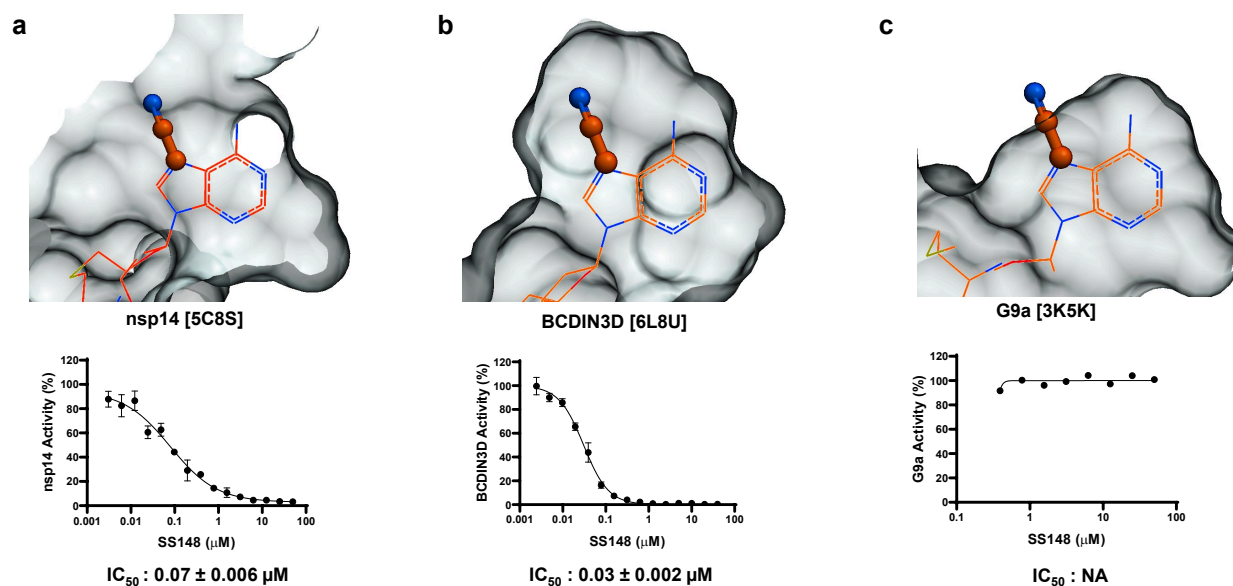 a
b
c
nsp14 [5C8S]
BCDIN3D [6L8U]
G9a [3K5K]
nsp14 Activity (%)
120
100
80
60
40
20
0
0.001
0.01
0.1
1
10
100
SS148 (μM)
IC50 : 0.07 ± 0.006 μM
BCDIN3D Activity (%)
120
100
80
60
40
20
0
0.001
0.01
0.1
1
10
100
SS148 (μM)
IC50 : 0.03 ± 0.002 μM
G9a Activity (%)
120
100
80
60
40
20
0
0.1
1
10
100
SS148 (μM)
IC50 : NA